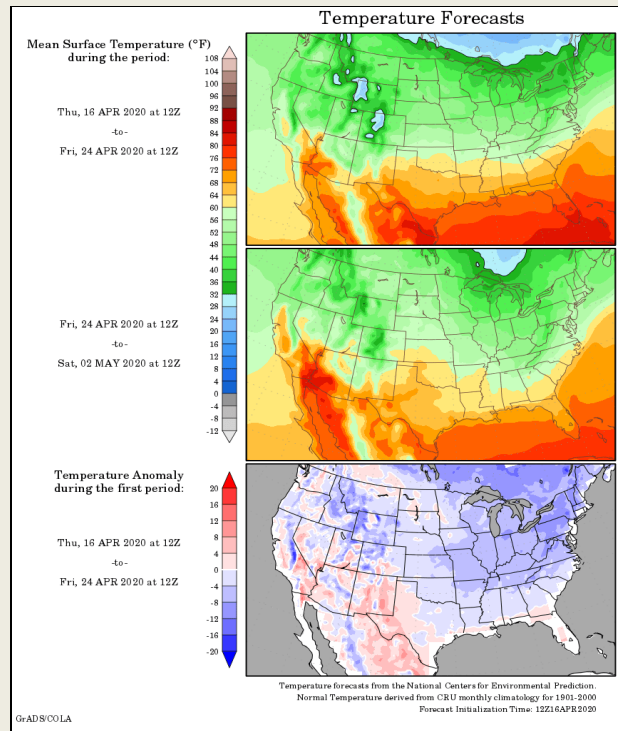 Temperature Forecasts
Mean Surface Temperature (°F)
during the period:
Thu, 16 APR 2020 at 12Z
-to-
Fri, 24 APR 2020 at 12Z
108
104
100
96
92
88
84
80
76
72
68
64
60
56
52
48
44
40
36
32
30
28
24
20
16
12
8
4
0
-4
-8
-12
Fri, 24 APR 2020 at 12Z
-to-
Sat, 02 MAY 2020 at 12Z
Temperature Anomaly
during the first period:
Thu, 16 APR 2020 at 12Z
-to-
Fri, 24 APR 2020 at 12Z
20
16
12
8
4
0
-4
-8
-12
-16
-20
Temperature forecasts from the National Centers for Environmental Prediction.
Normal Temperature derived from CRU monthly climatology for 1901-2000
Forecast Initialization Time: 12Z16APR2020
GrADS/COLA